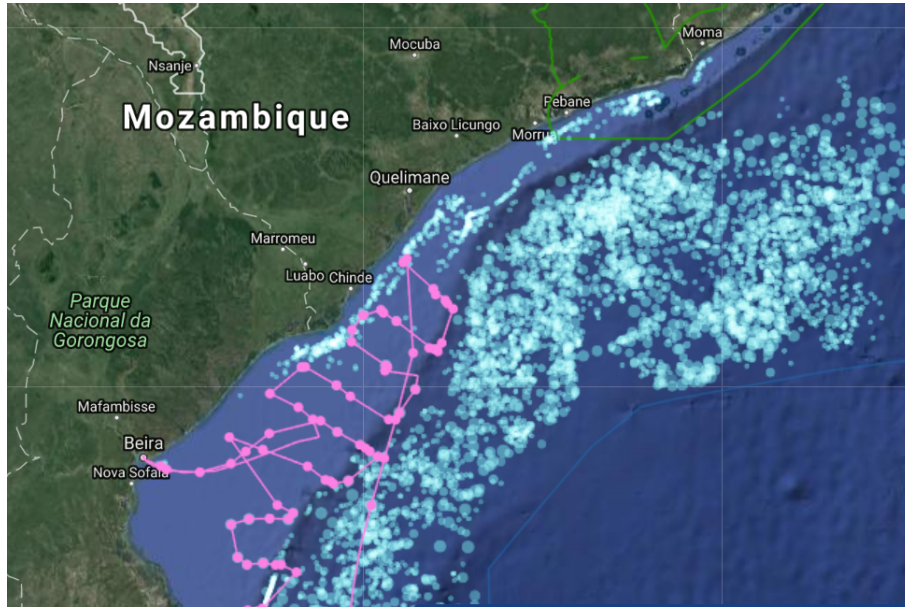 Moma
Mocuba
Nsanje
Pebane
Mozambique
Baixo Licungo
Morrua
Quelimane
Marromeu
Luabo
Chinde
Parque
Nacional da
Gorongosa
Mafambisse
Beira
Nova Sofala